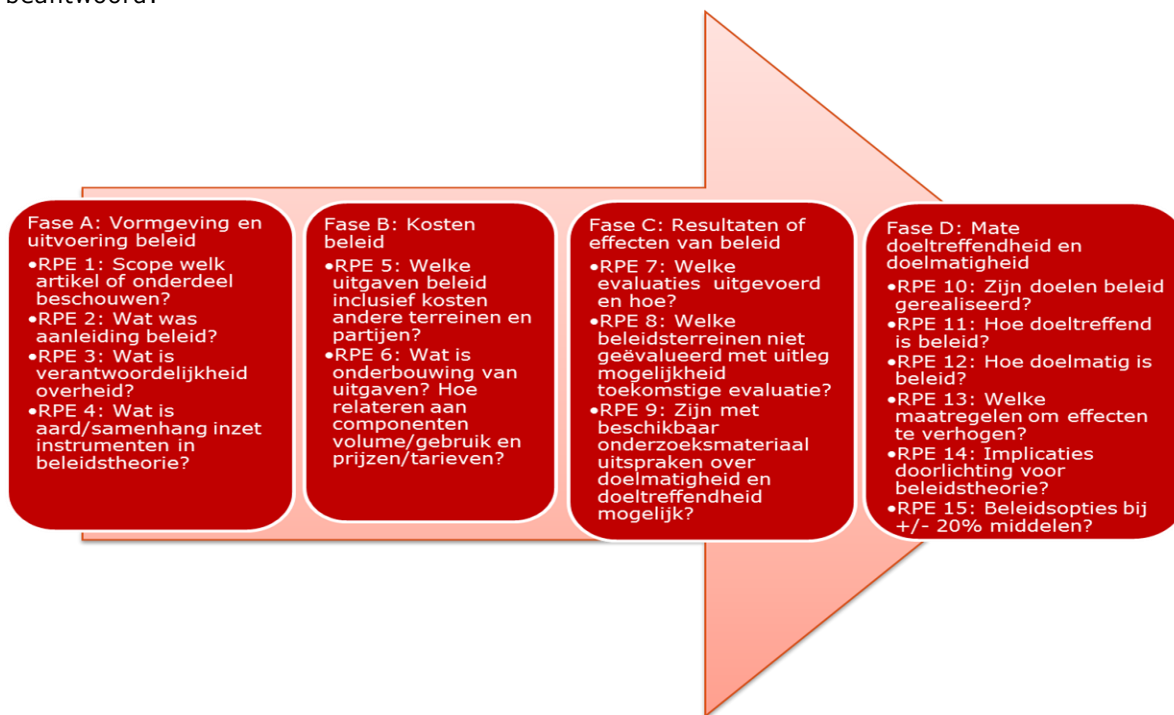 beantwoord.
Fase A: Vormgeving en
uitvoering beleid
•RPE 1: Scope welk
artikel of onderdeel
beschouwen?
•RPE 2: Wat was
aanleiding beleid?
•RPE 3: Wat is
verantwoordelijkheid
overheid?
•RPE 4: Wat is
aard/samenhang inzet
instrumenten in
beleidstheorie?
Fase B: Kosten
beleid
•RPE 5: Welke
uitgaven beleid
inclusief kosten
andere terreinen en
partijen?
•RPE 6: Wat is
onderbouwing van
uitgaven? Hoe
relateren aan
componenten
volume/gebruik en
prijzen/tarieven?
Fase C: Resultaten of
effecten van beleid
•RPE 7: Welke
evaluaties uitgevoerd
en hoe?
•RPE 8: Welke
beleidsterreinen niet
geëvalueerd met uitleg
mogelijkheid
toekomstige evaluatie?
•RPE 9: Zijn met
beschikbaar
onderzoeksmateriaal
uitspraken over
doelmatigheid en
doeltreffendheid
mogelijk?
Fase D: Mate
doeltreffendheid en
doelmatigheid
•RPE 10: Zijn doelen beleid
gerealiseerd?
•RPE 11: Hoe doeltreffend
is beleid?
•RPE 12: Hoe doelmatig is
beleid?
•RPE 13: Welke
maatregelen om effecten
te verhogen?
•RPE 14: Implicaties
doorlichting voor
beleidstheorie?
•RPE 15: Beleidsopties bij
+/- 20% middelen?